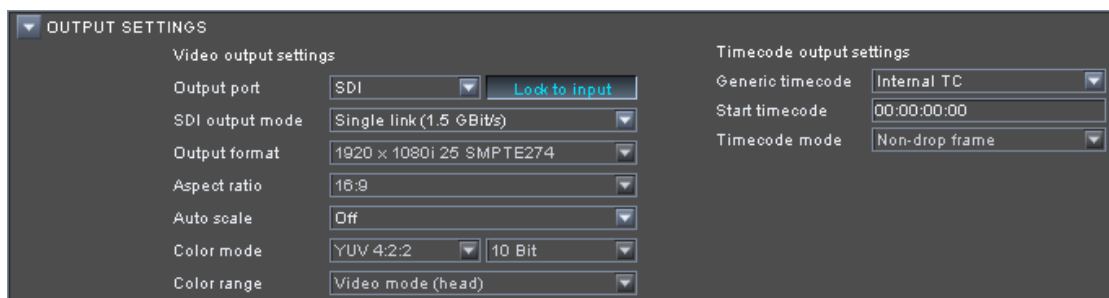 OUTPUT SETTINGS
Video output settings
Output port SDI Lock to input
SDI output mode Single link (1.5 GBit/s)
Output format 1920 x 1080i 25 SMPTE274
Aspect ratio 16:9
Auto scale Off
Color mode YUV 4:2:2 10 Bit
Color range Video mode (head)
Timecode output settings
Generic timecode Internal TC
Start timecode 00:00:00:00
Timecode mode Non-drop frame